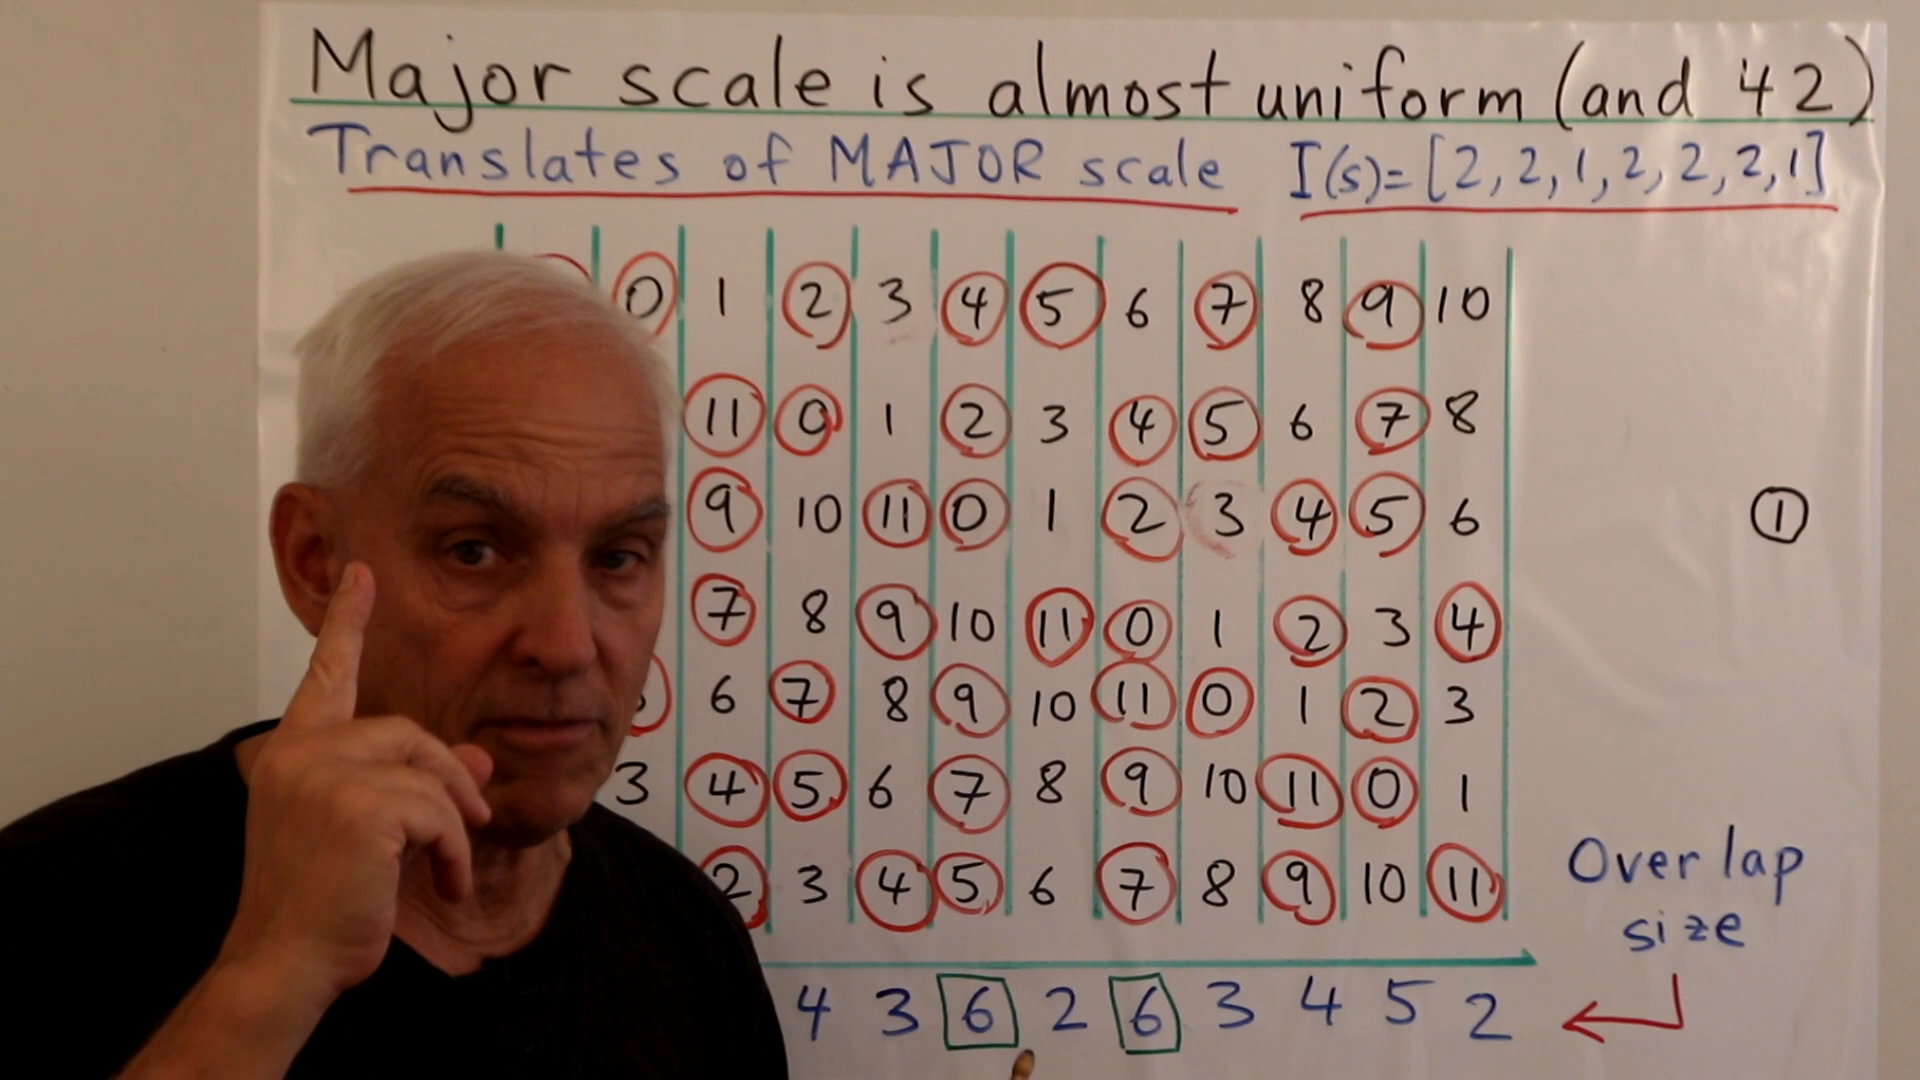 Major scale is almost uniform (and 42)
Translates of MAJOR scale I(s)= [2, 2, 1, 2, 2, 2, 1]
0 1 2 3 4 5 6 7 8 9 10
11 0 1 2 3 4 5 6 7 8
9 10 11 0 1 2 3 4 5 6 1
7 8 9 10 11 0 1 2 3 4
6 7 8 9 10 11 0 1 2 3
3 4 5 6 7 8 9 10 11 0 1
2 3 4 5 6 7 8 9 10 11
Overlap
size
4 3 6 2 6 3 4 5 2